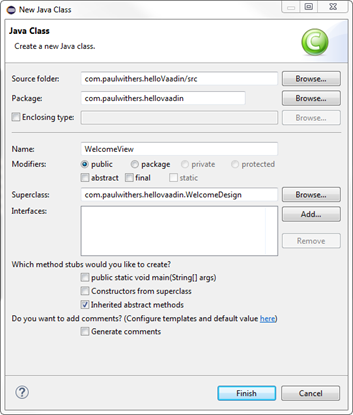 New Java Class
Java Class
Create a new Java class.
Source folder: com.paulwithers.helloVaadin/src Browse...
Package: com.paulwithers.hellovaadin Browse...
Enclosing type: Browse...
Name: WelcomeView
Modifiers: public package private protected
abstract final static
Superclass: com.paulwithers.hellovaadin.WelcomeDesign Browse...
Interfaces: Add...
Remove
Which method stubs would you like to create?
public static void main(String[] args)
Constructors from superclass
Inherited abstract methods
Do you want to add comments? (Configure templates and default value here)
Generate comments
? Finish Cancel